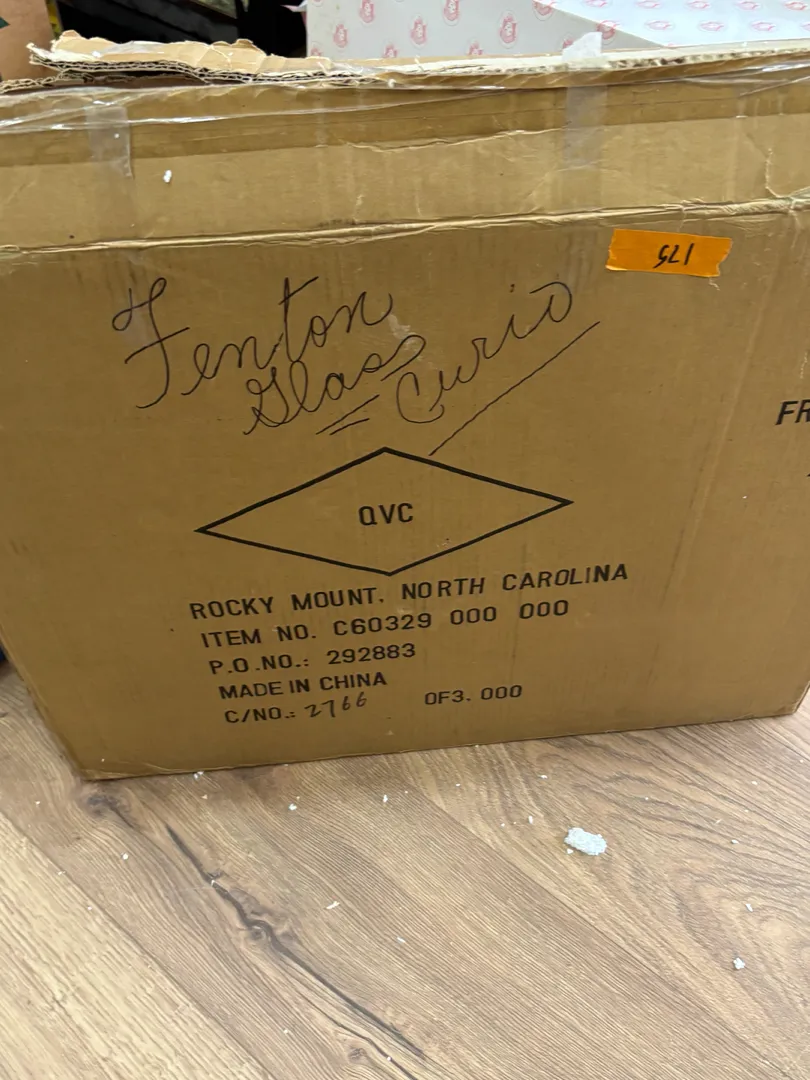 175
Fenton
Glass
Curio
FR
QVC
ROCKY MOUNT, NORTH CAROLINA
ITEM NO. C60329 000 000
P.O.NO.: 292883
MADE IN CHINA
C/NO.: 2766 OF3. 000